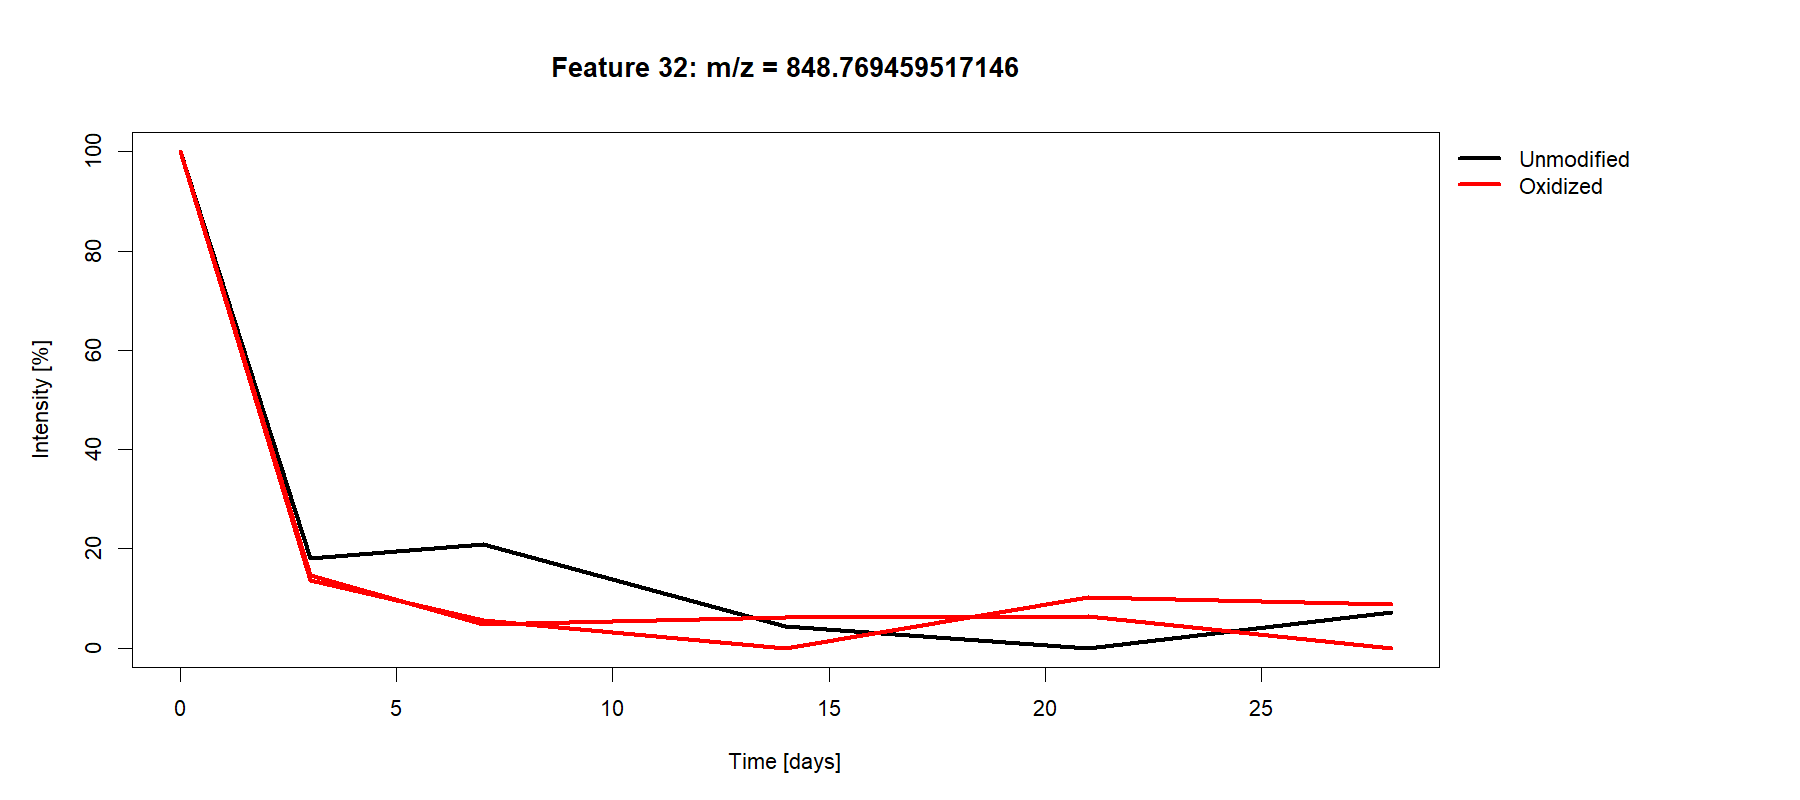 Feature 32: m/z = 848.769459517146
Unmodified
Oxidized
Intensity [%]
100
80
60
40
20
0
0 5 10 15 20 25
Time [days]